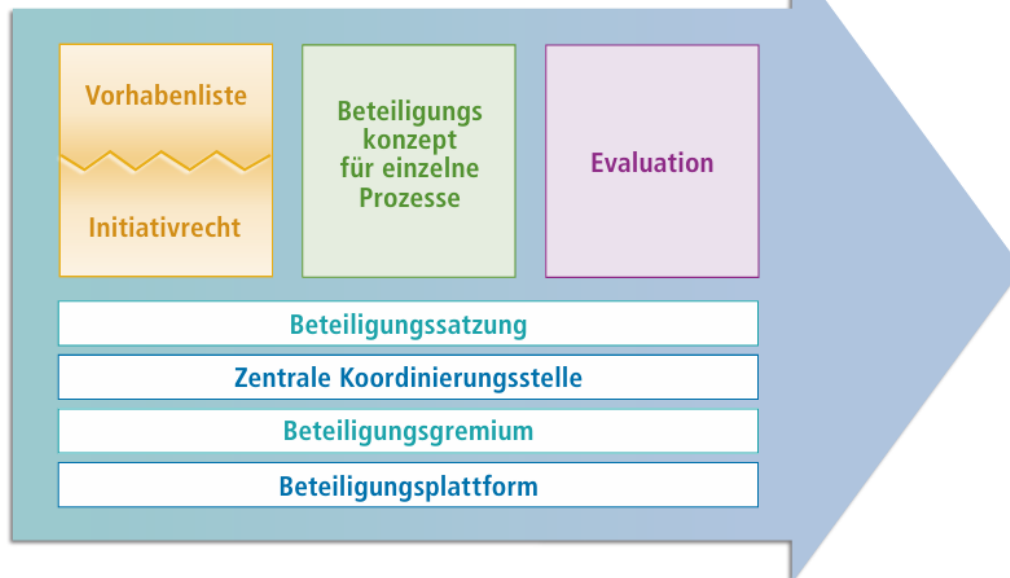 Vorhabenliste
Initiativrecht
Beteiligungs
konzept
für einzelne
Prozesse
Evaluation
Beteiligungssatzung
Zentrale Koordinierungsstelle
Beteiligungsgremium
Beteiligungsplattform